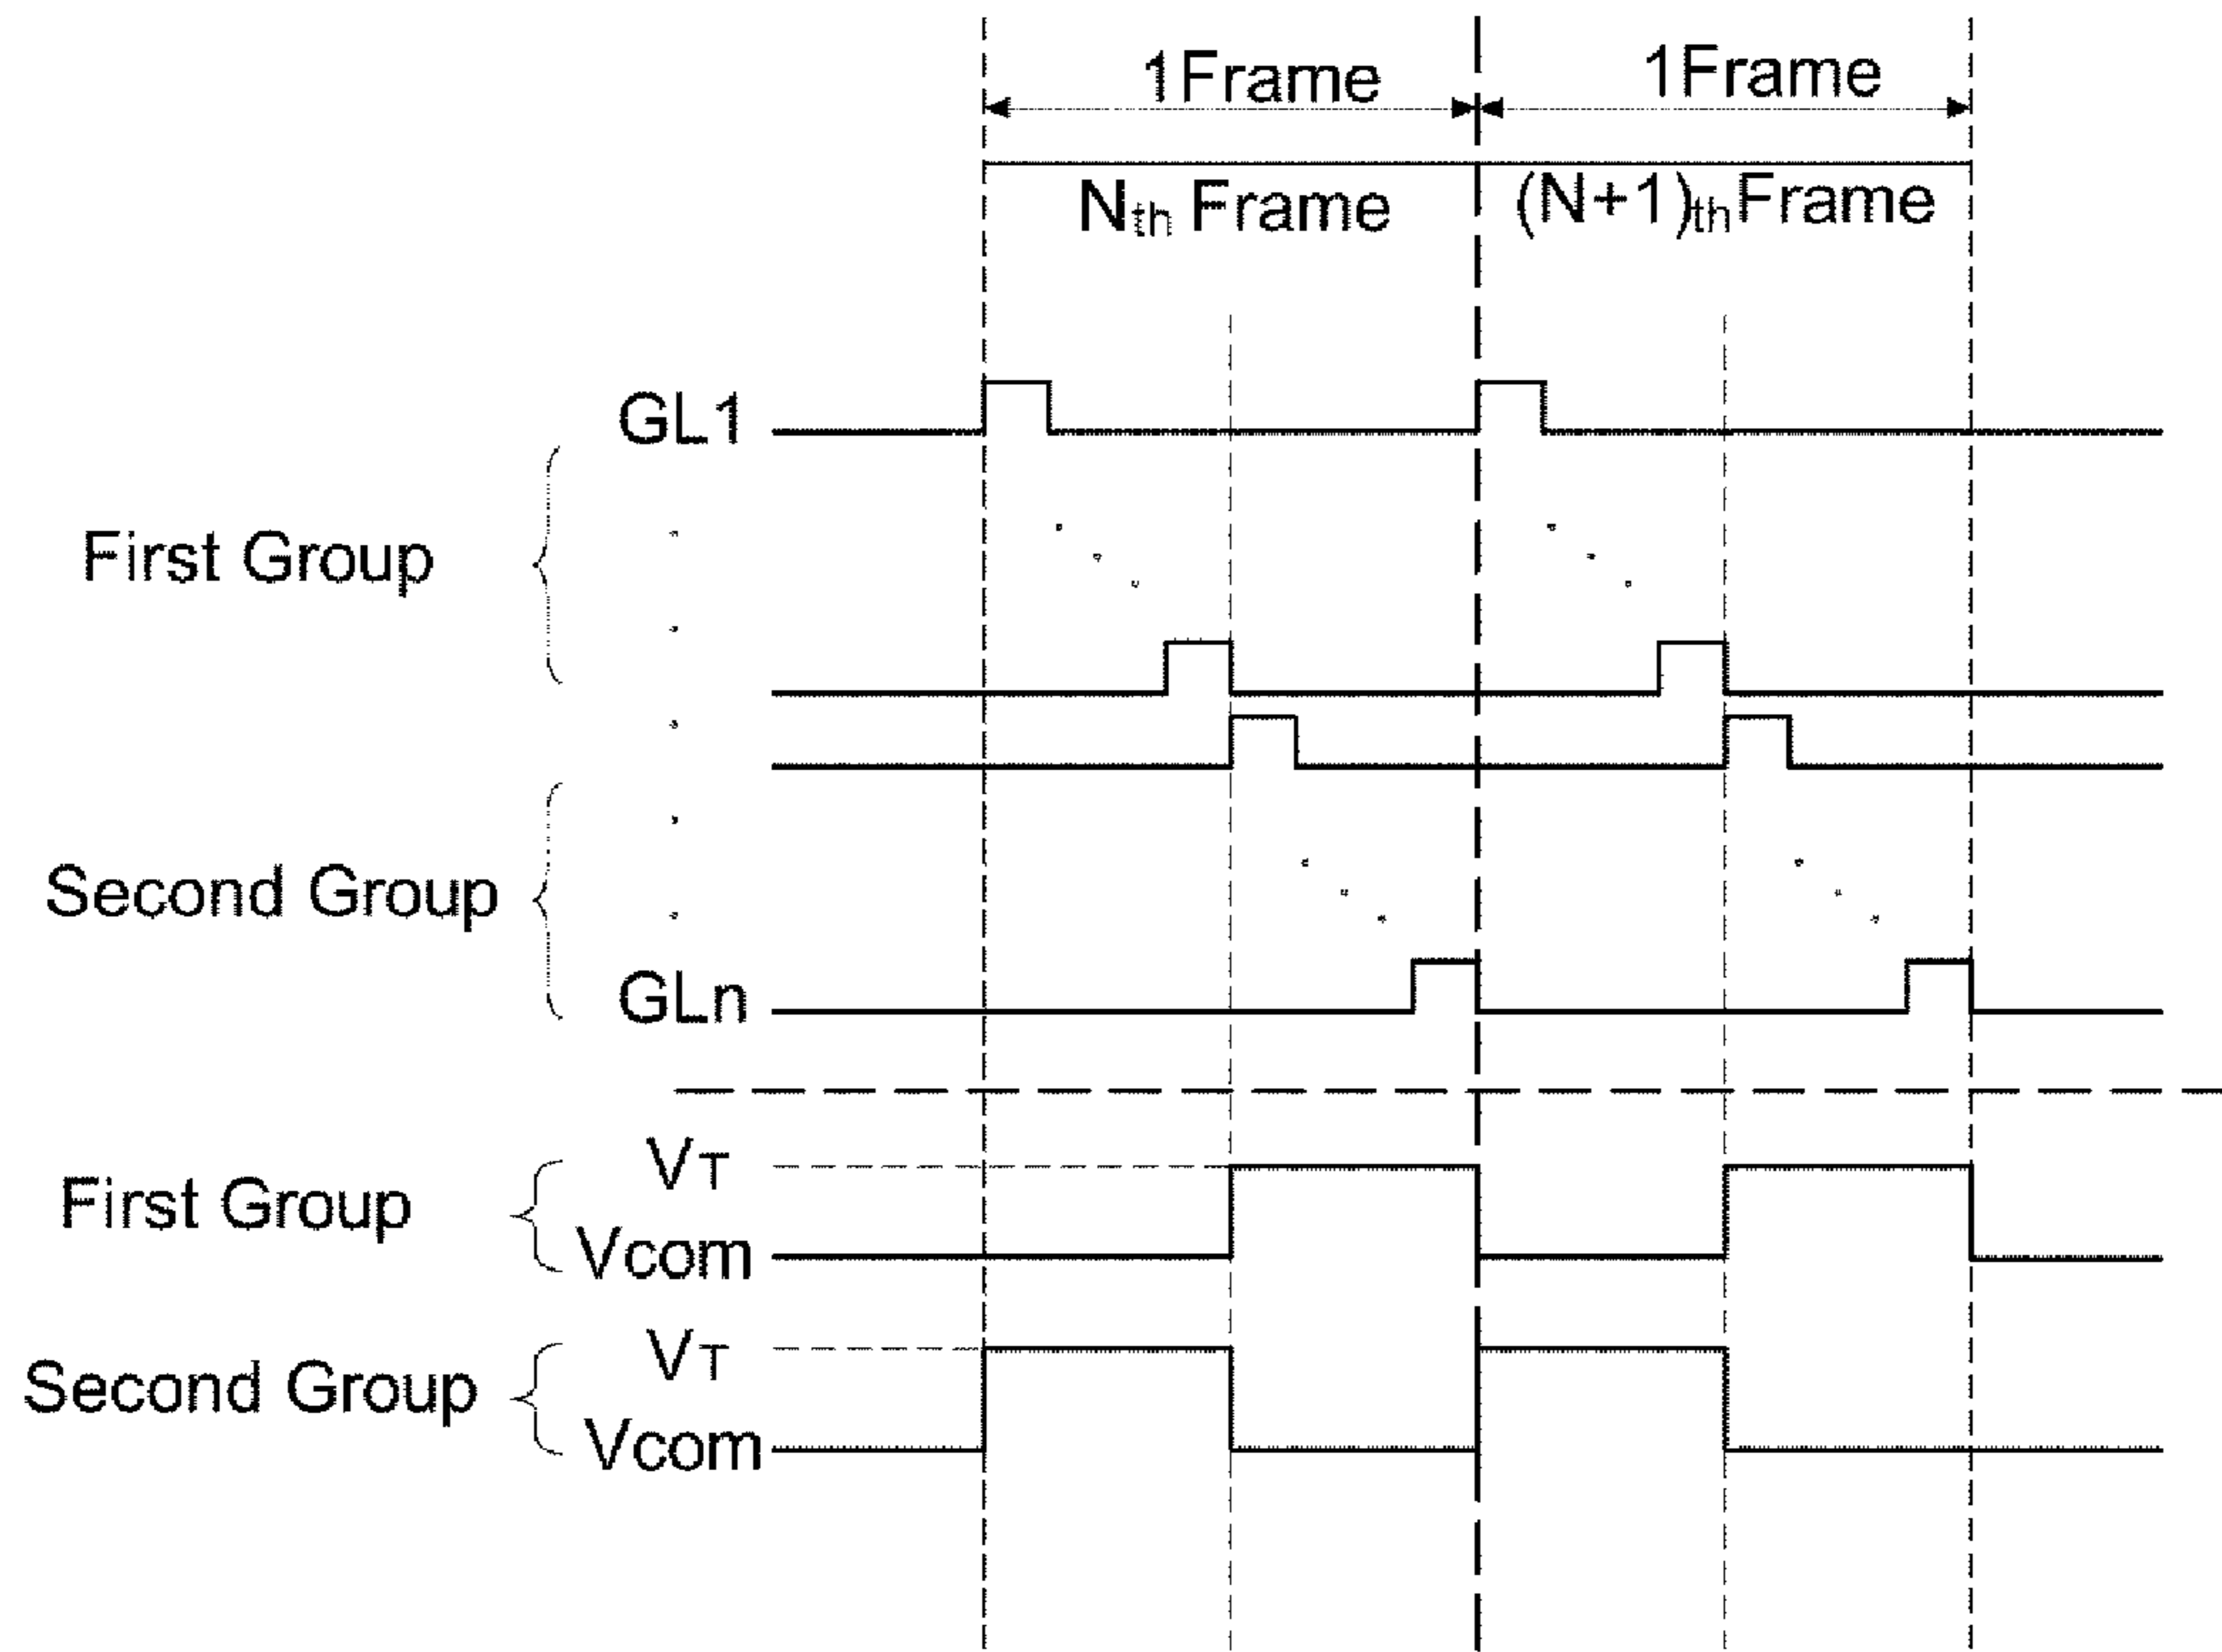 1Frame 1Frame
Nth Frame (N+1)thFrame
GL1
First Group
Second Group
GLn
VT
First Group
Vcom
VT
Second Group
Vcom